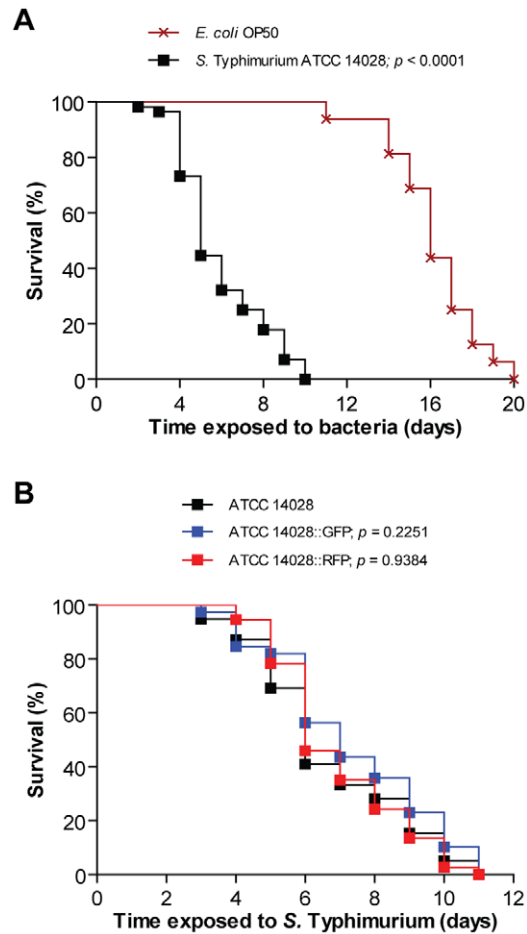 A
E. coli OP50
S. Typhimurium ATCC 14028; p < 0.0001
Survival (%)
100
80
60
40
20
0
0 4 8 12 16 20
Time exposed to bacteria (days)
B
ATCC 14028
ATCC 14028::GFP; p = 0.2251
ATCC 14028::RFP; p = 0.9384
Survival (%)
100
80
60
40
20
0
0 2 4 6 8 10 12
Time exposed to S. Typhimurium (days)